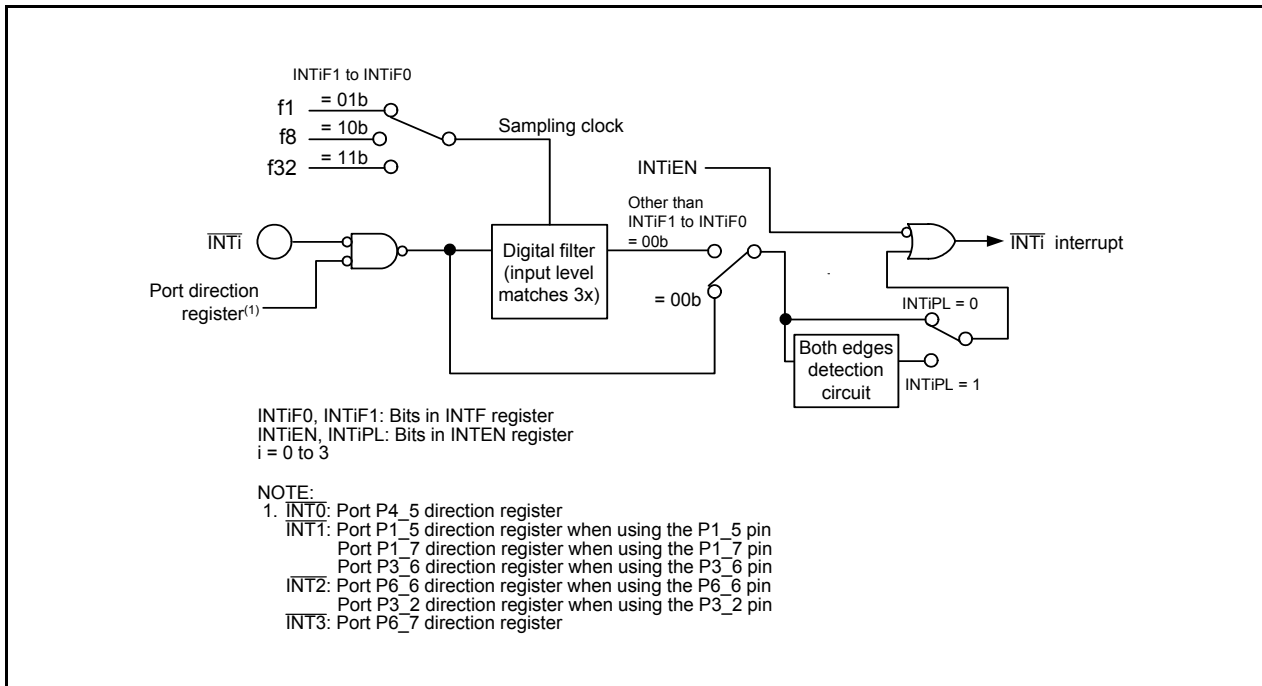 INTiF1 to INTiF0
f1
= 01b
f8
= 10b
f32
= 11b
Sampling clock
INTiEN
Other than
INTiF1 to INTiF0
= 00b
INTi
Digital filter
(input level
matches 3x)
INTi interrupt
Port direction
register(1)
= 00b
INTiPL = 0
Both edges
detection
circuit
INTiPL = 1
INTiF0, INTiF1: Bits in INTF register
INTiEN, INTiPL: Bits in INTEN register
i = 0 to 3
NOTE:
1. INT0: Port P4_5 direction register
INT1: Port P1_5 direction register when using the P1_5 pin
Port P1_7 direction register when using the P1_7 pin
Port P3_6 direction register when using the P3_6 pin
INT2: Port P6_6 direction register when using the P6_6 pin
Port P3_2 direction register when using the P3_2 pin
INT3: Port P6_7 direction register